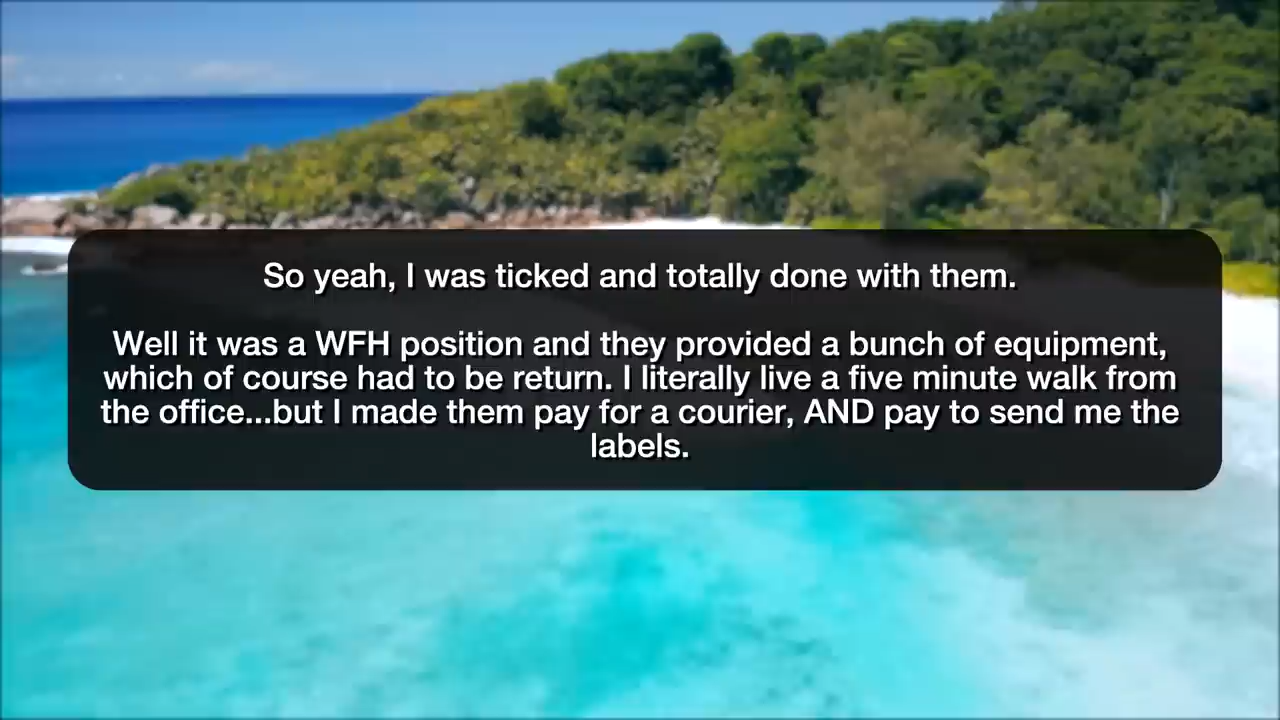 So yeah, I was ticked and totally done with them.
Well it was a WFH position and they provided a bunch of equipment,
which of course had to be return. I literally live a five minute walk from
the office...but I made them pay for a courier, AND pay to send me the
labels.